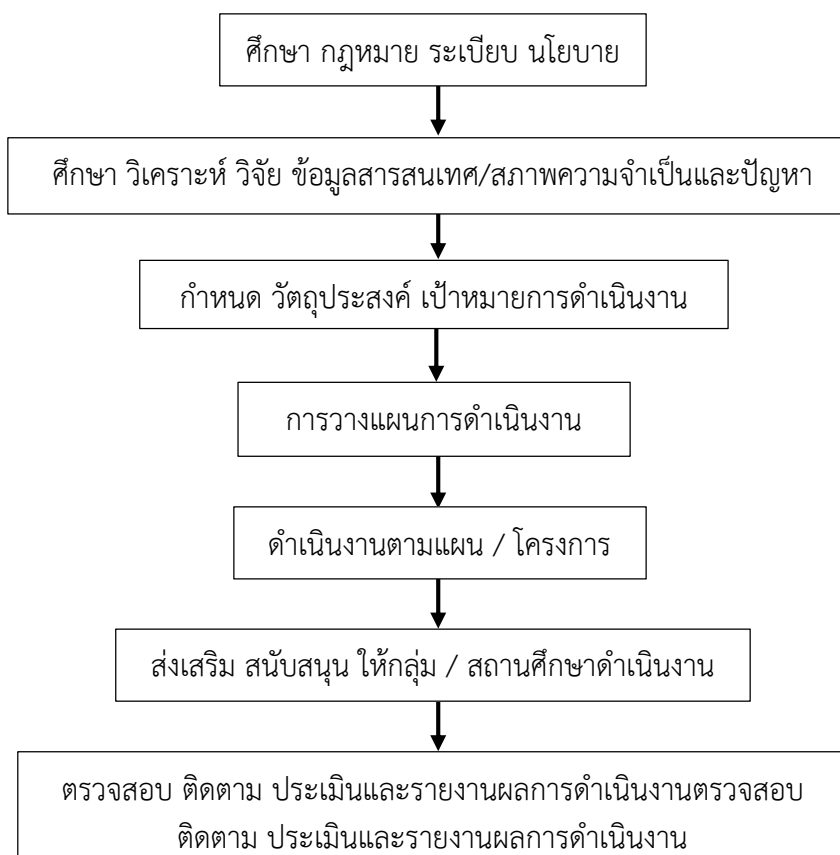 ศึกษา กฎหมาย ระเบียบ นโยบาย
ศึกษา วิเคราะห์ วิจัย ข้อมูลสารสนเทศ/สภาพความจำเป็นและปัญหา
กำหนด วัตถุประสงค์ เป้าหมายการดำเนินงาน
การวางแผนการดำเนินงาน
ดำเนินงานตามแผน / โครงการ
ส่งเสริม สนับสนุน ให้กลุ่ม / สถานศึกษาดำเนินงาน
ตรวจสอบ ติดตาม ประเมินและรายงานผลการดำเนินงานตรวจสอบ
ติดตาม ประเมินและรายงานผลการดำเนินงาน